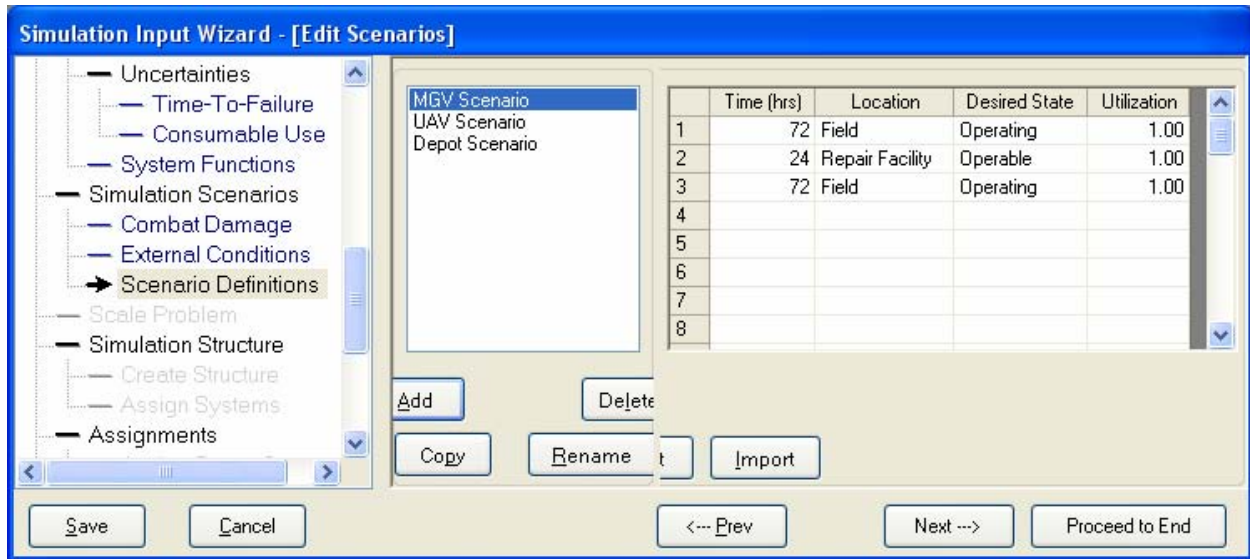 Simulation Input Wizard - [Edit Scenarios]
Uncertainties
Time-To-Failure
Consumable Use
System Functions
Simulation Scenarios
Combat Damage
External Conditions
Scenario Definitions
Scale Problem
Simulation Structure
Create Structure
Assign Systems
Assignments
MGV Scenario
UAV Scenario
Depot Scenario
Add
Delete
Copy
Rename
Time (hrs) Location Desired State Utilization
1 72 Field Operating 1.00
2 24 Repair Facility Operable 1.00
3 72 Field Operating 1.00
4
5
6
7
8
t
Import
Save
Cancel
<--- Prev
Next --->
Proceed to End